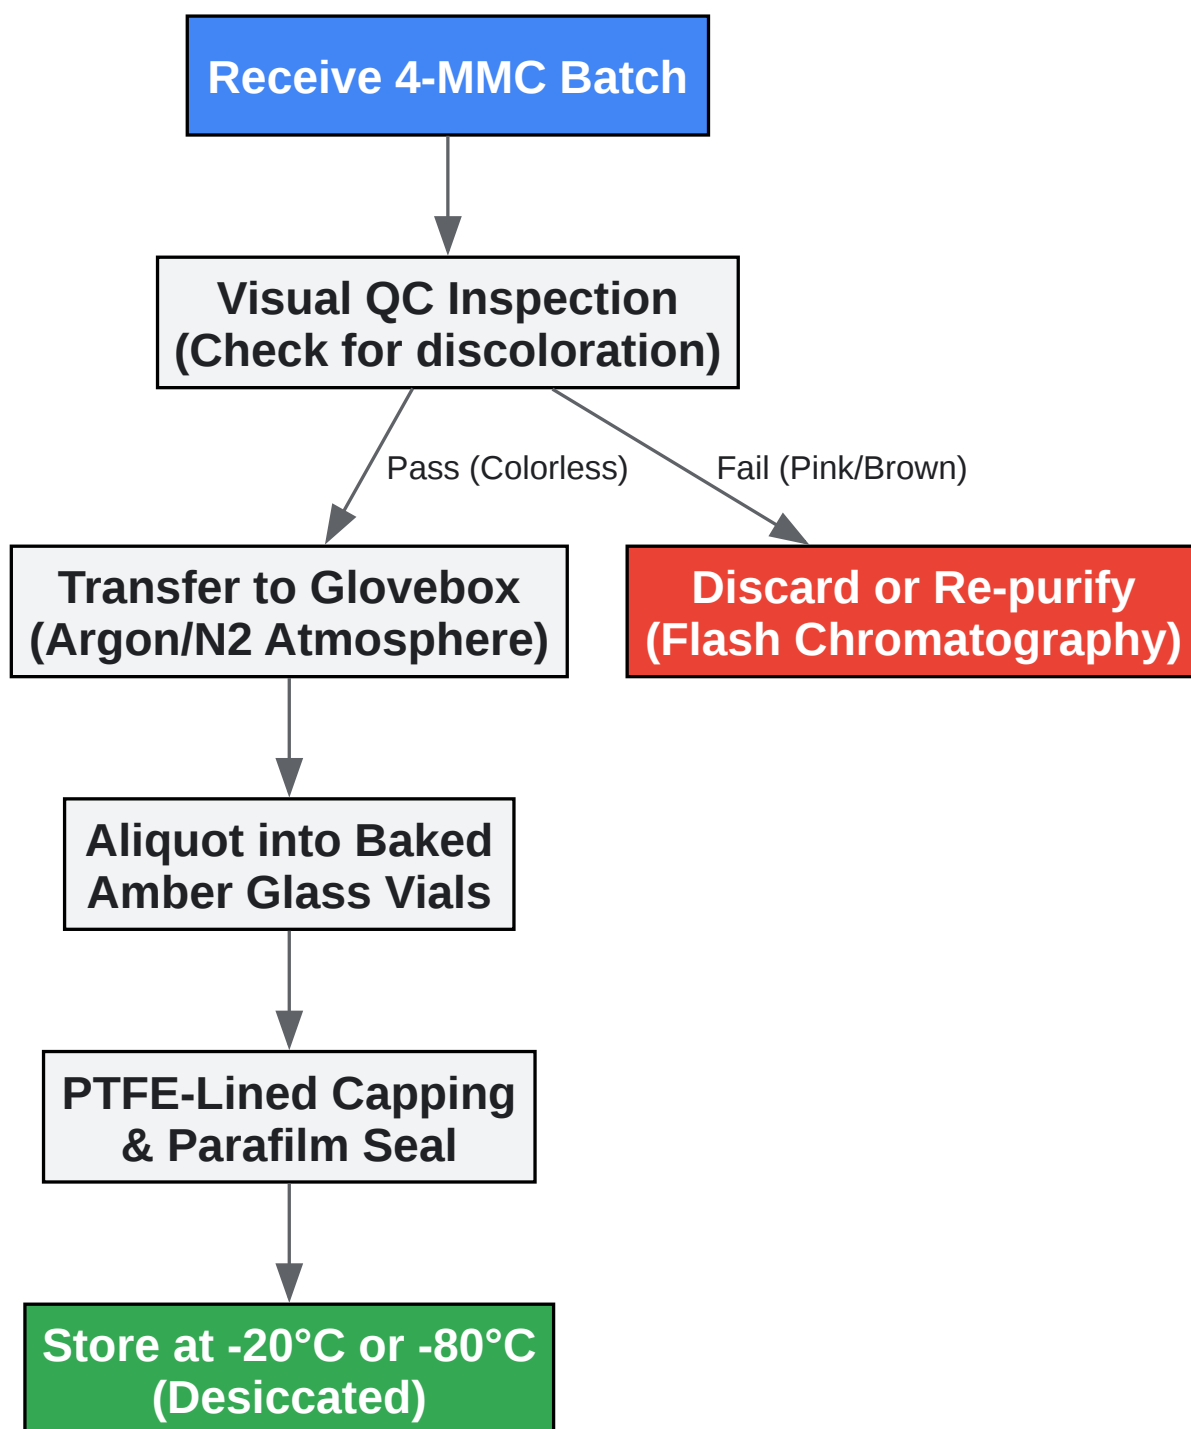 Receive 4-MMC Batch
Visual QC Inspection
(Check for discoloration)
Pass (Colorless)
Fail (Pink/Brown)
Transfer to Glovebox
(Argon/N2 Atmosphere)
Discard or Re-purify
(Flash Chromatography)
Aliquot into Baked
Amber Glass Vials
PTFE-Lined Capping
& Parafilm Seal
Store at -20°C or -80°C
(Desiccated)